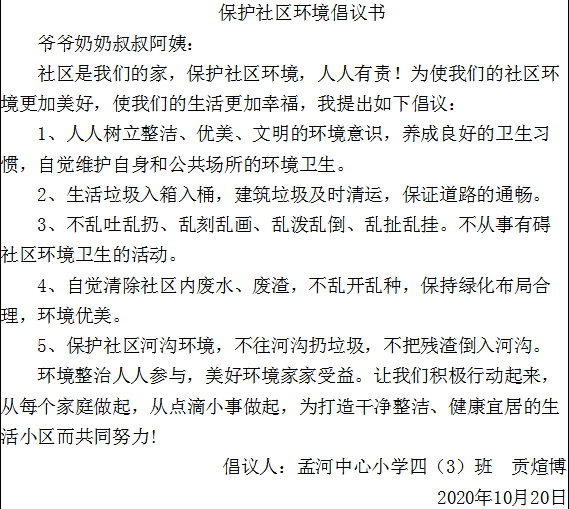 保护社区环境倡议书
爷爷奶奶叔叔阿姨：
社区是我们的家，保护社区环境，人人有责！为使我们的社区环
境更加美好，使我们的生活更加幸福，我提出如下倡议：
1、人人树立整洁、优美、文明的环境意识，养成良好的卫生习
惯，自觉维护自身和公共场所的环境卫生。
2、生活垃圾入箱入桶，建筑垃圾及时清运，保证道路的通畅。
3、不乱吐乱扔、乱刻乱画、乱泼乱倒、乱扯乱挂。不从事有碍
社区环境卫生的活动。
4、自觉清除社区内废水、废渣，不乱开乱种，保持绿化布局合
理，环境优美。
5、保护社区河沟环境，不往河沟扔垃圾，不把残渣倒入河沟。
环境整治人人参与，美好环境家家受益。让我们积极行动起来，
从每个家庭做起，从点滴小事做起，为打造干净整洁、健康宜居的生
活小区而共同努力!
倡议人：孟河中心小学四（3）班　贡煊博
2020年10月20日